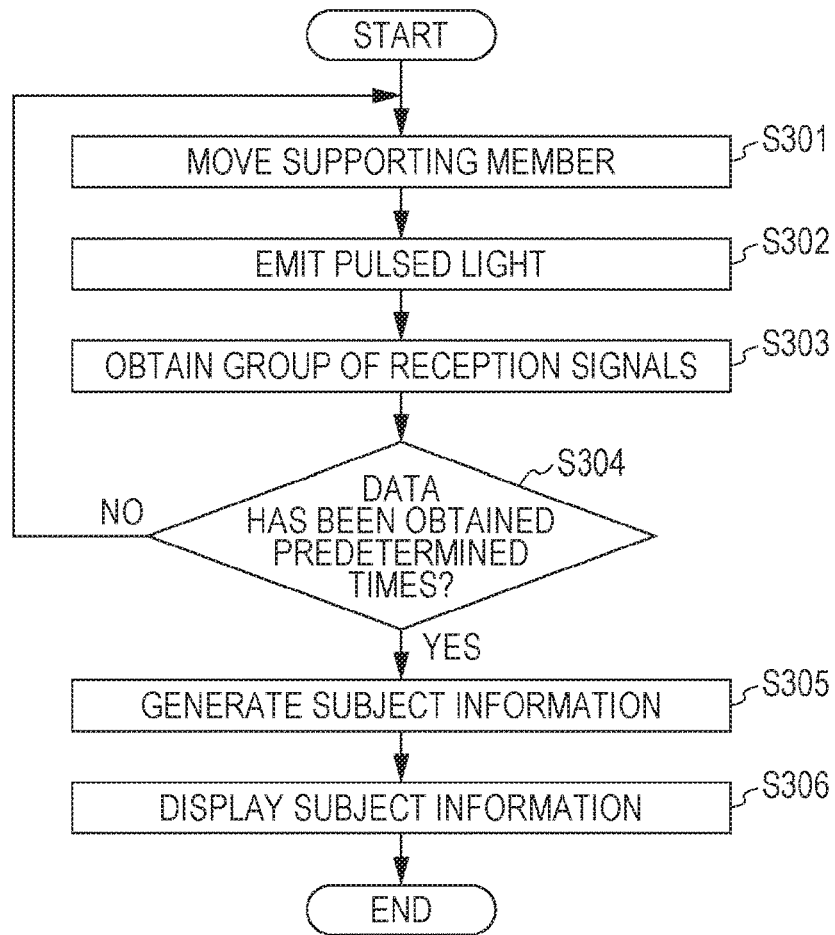 START
MOVE SUPPORTING MEMBER
S301
EMIT PULSED LIGHT
S302
OBTAIN GROUP OF RECEPTION SIGNALS
S303
S304
DATA
HAS BEEN OBTAINED
PREDETERMINED
TIMES?
NO
YES
GENERATE SUBJECT INFORMATION
S305
DISPLAY SUBJECT INFORMATION
S306
END